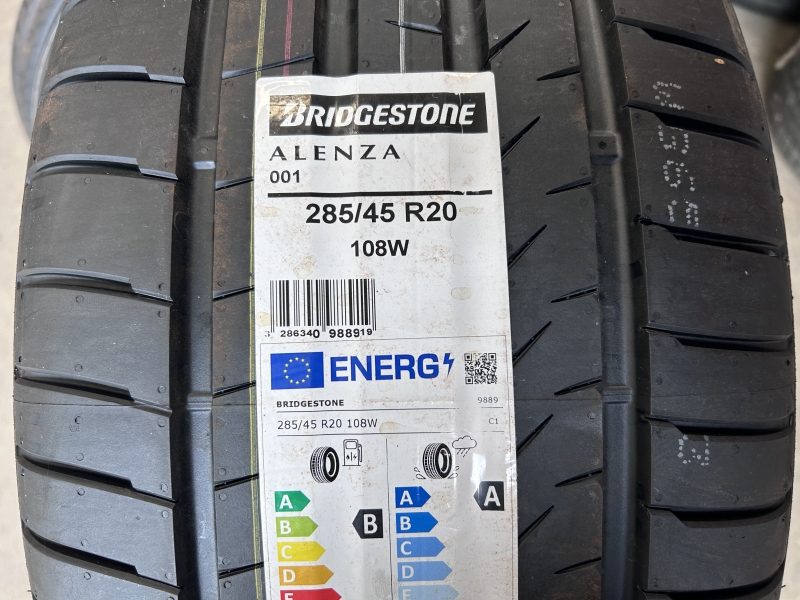 BRIDGESTONE
ALENZA
001
285/45 R20
108W
3 286340 988919
ENERG
BRIDGESTONE 9889
285/45 R20 108W C1
A A A
B B B
C C
D D
E E